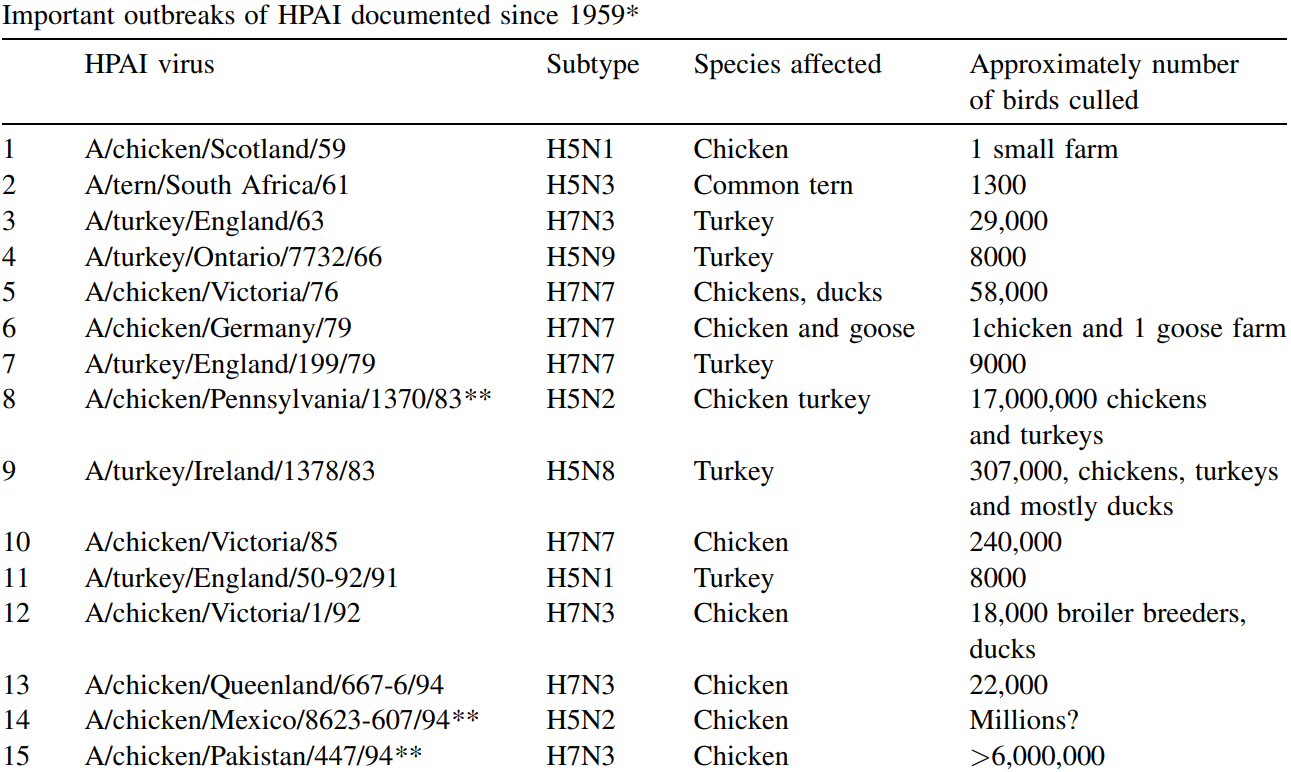 Important outbreaks of HPAI documented since 1959*
HPAI virus Subtype Species affected Approximately number
of birds culled
1 A/chicken/Scotland/59 H5N1 Chicken 1 small farm
2 A/tern/South Africa/61 H5N3 Common tern 1300
3 A/turkey/England/63 H7N3 Turkey 29,000
4 A/turkey/Ontario/7732/66 H5N9 Turkey 8000
5 A/chicken/Victoria/76 H7N7 Chickens, ducks 58,000
6 A/chicken/Germany/79 H7N7 Chicken and goose 1chicken and 1 goose farm
7 A/turkey/England/199/79 H7N7 Turkey 9000
8 A/chicken/Pennsylvania/1370/83** H5N2 Chicken turkey 17,000,000 chickens
and turkeys
9 A/turkey/Ireland/1378/83 H5N8 Turkey 307,000, chickens, turkeys
and mostly ducks
10 A/chicken/Victoria/85 H7N7 Chicken 240,000
11 A/turkey/England/50-92/91 H5N1 Turkey 8000
12 A/chicken/Victoria/1/92 H7N3 Chicken 18,000 broiler breeders,
ducks
13 A/chicken/Queenland/667-6/94 H7N3 Chicken 22,000
14 A/chicken/Mexico/8623-607/94** H5N2 Chicken Millions?
15 A/chicken/Pakistan/447/94** H7N3 Chicken >6,000,000